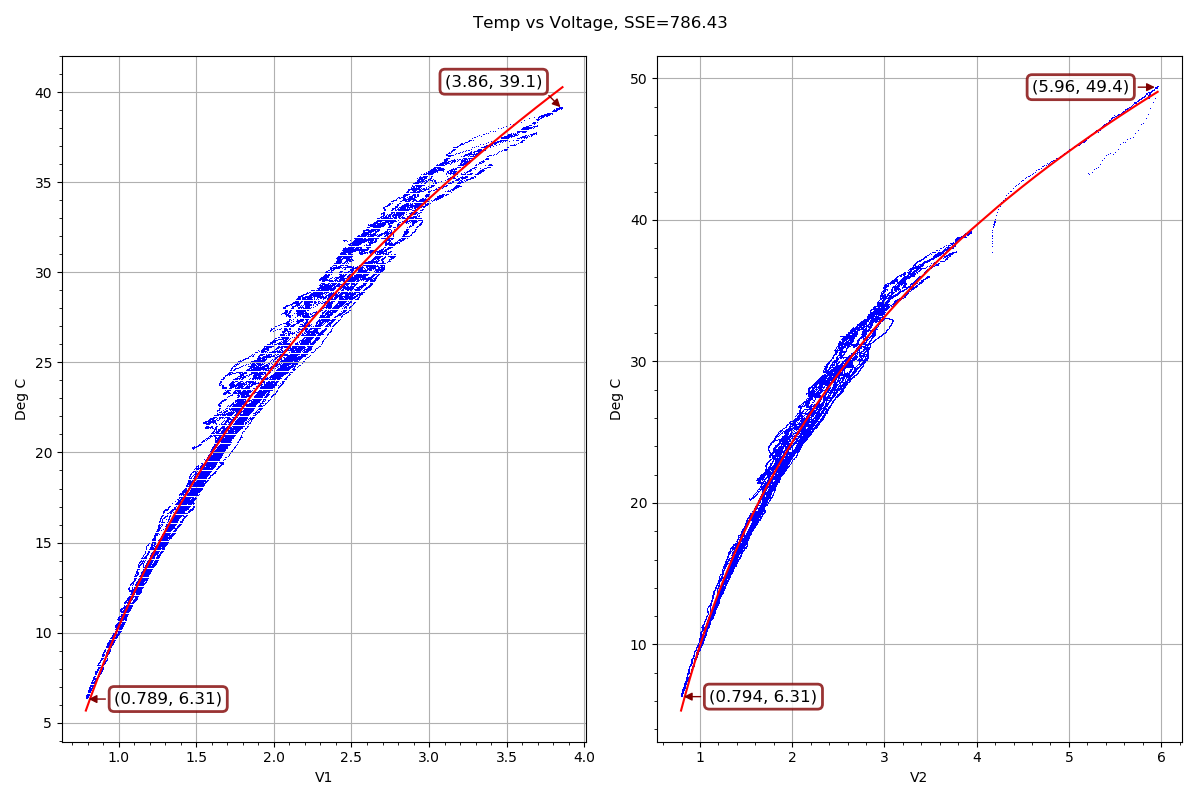 Temp vs Voltage, SSE=786.43
(3.86, 39.1)
(0.789, 6.31)
40
35
30
25
20
15
10
5
Deg C
1.0 1.5 2.0 2.5 3.0 3.5 4.0
V1
(5.96, 49.4)
(0.794, 6.31)
50
40
30
20
10
Deg C
1 2 3 4 5 6
V2